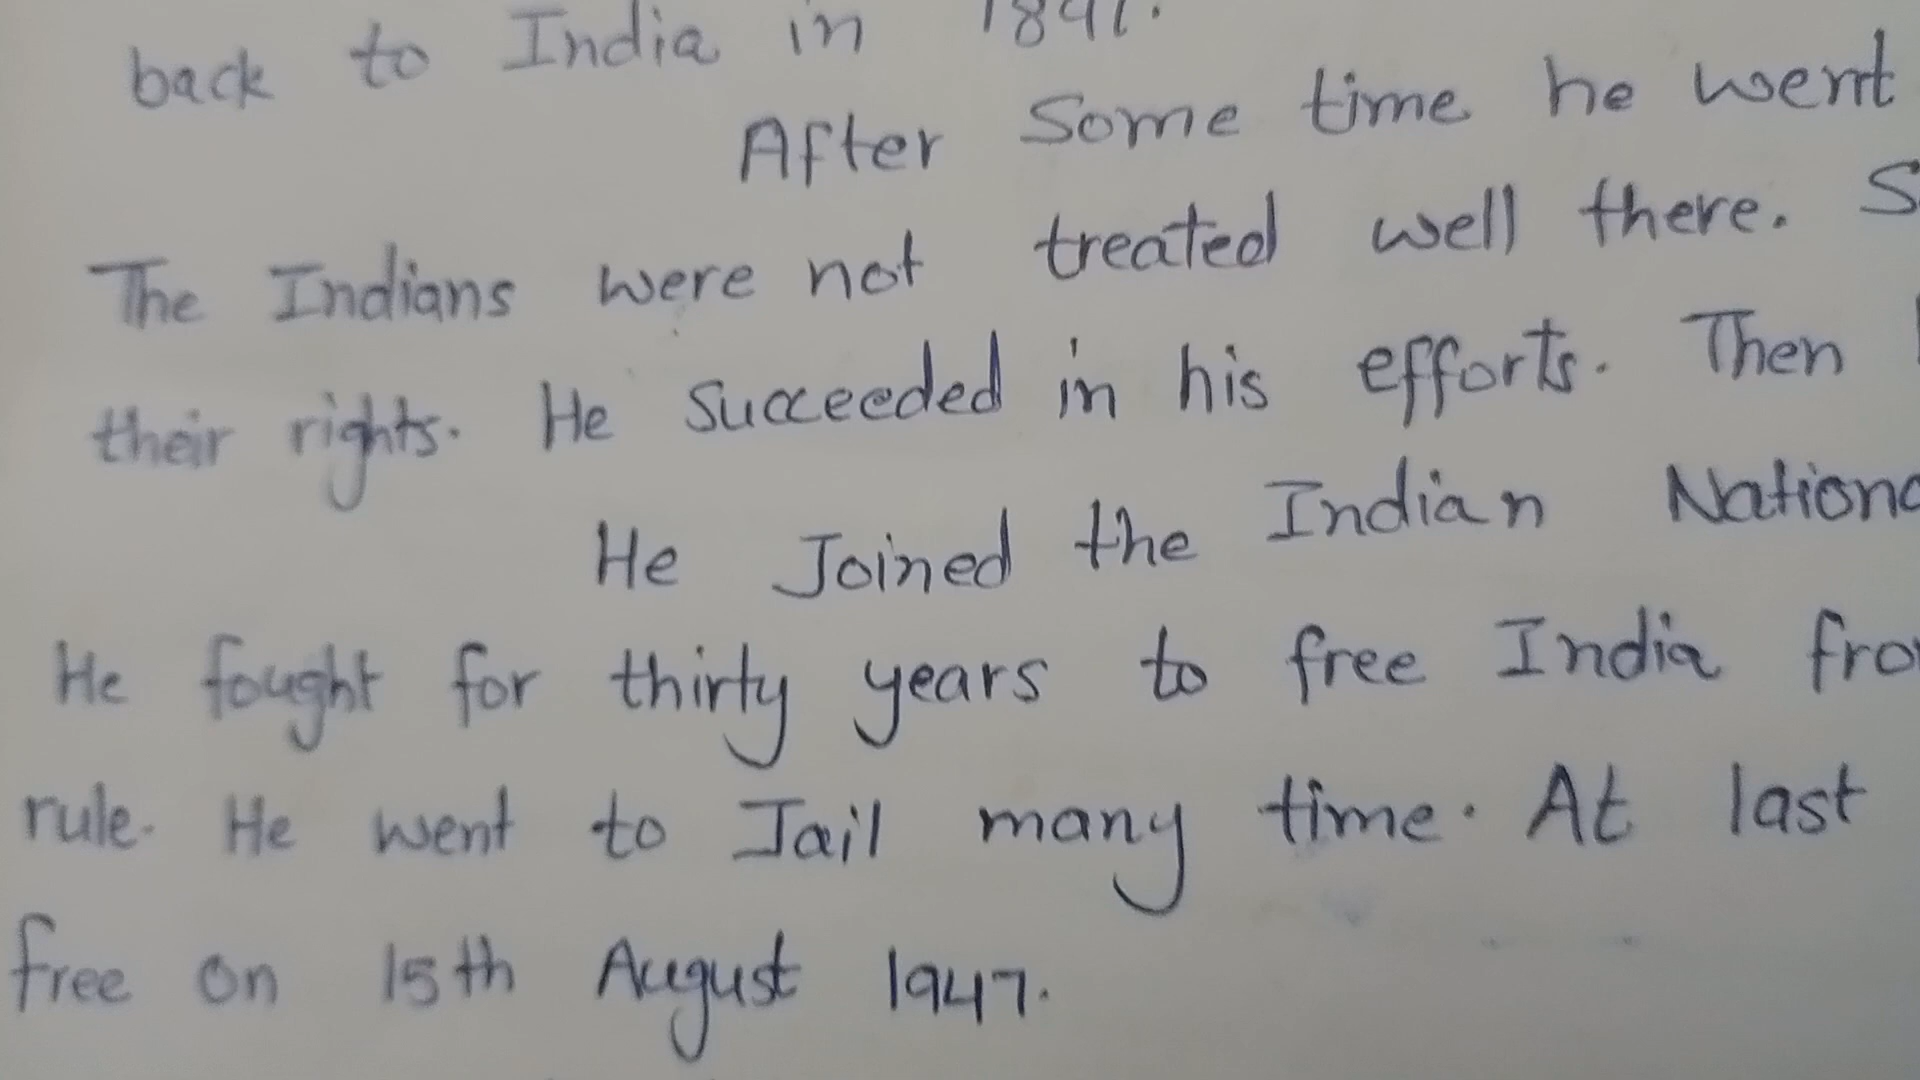 back to India in 1891.
After Some time he went
The Indians were not treated well there.
their rights. He Succeeded in his efforts. Then
He Joined the Indian
He fought for thirty years to free India
rule. He went to Jail many time. At last
free on 15th August 1947.